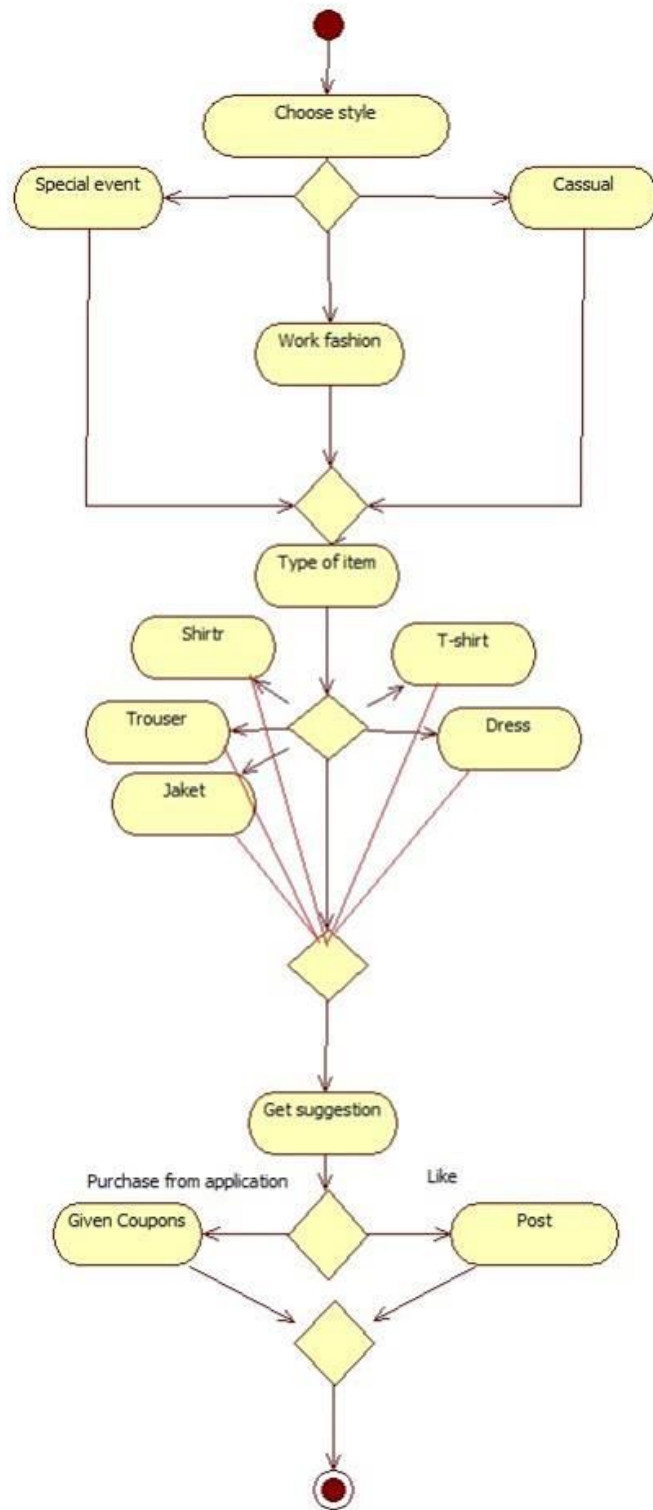 Choose style
Special event
Cassual
Work fashion
Type of item
Shirtr
T-shirt
Trouser
Dress
Jaket
Get suggestion
Purchase from application
Like
Given Coupons
Post